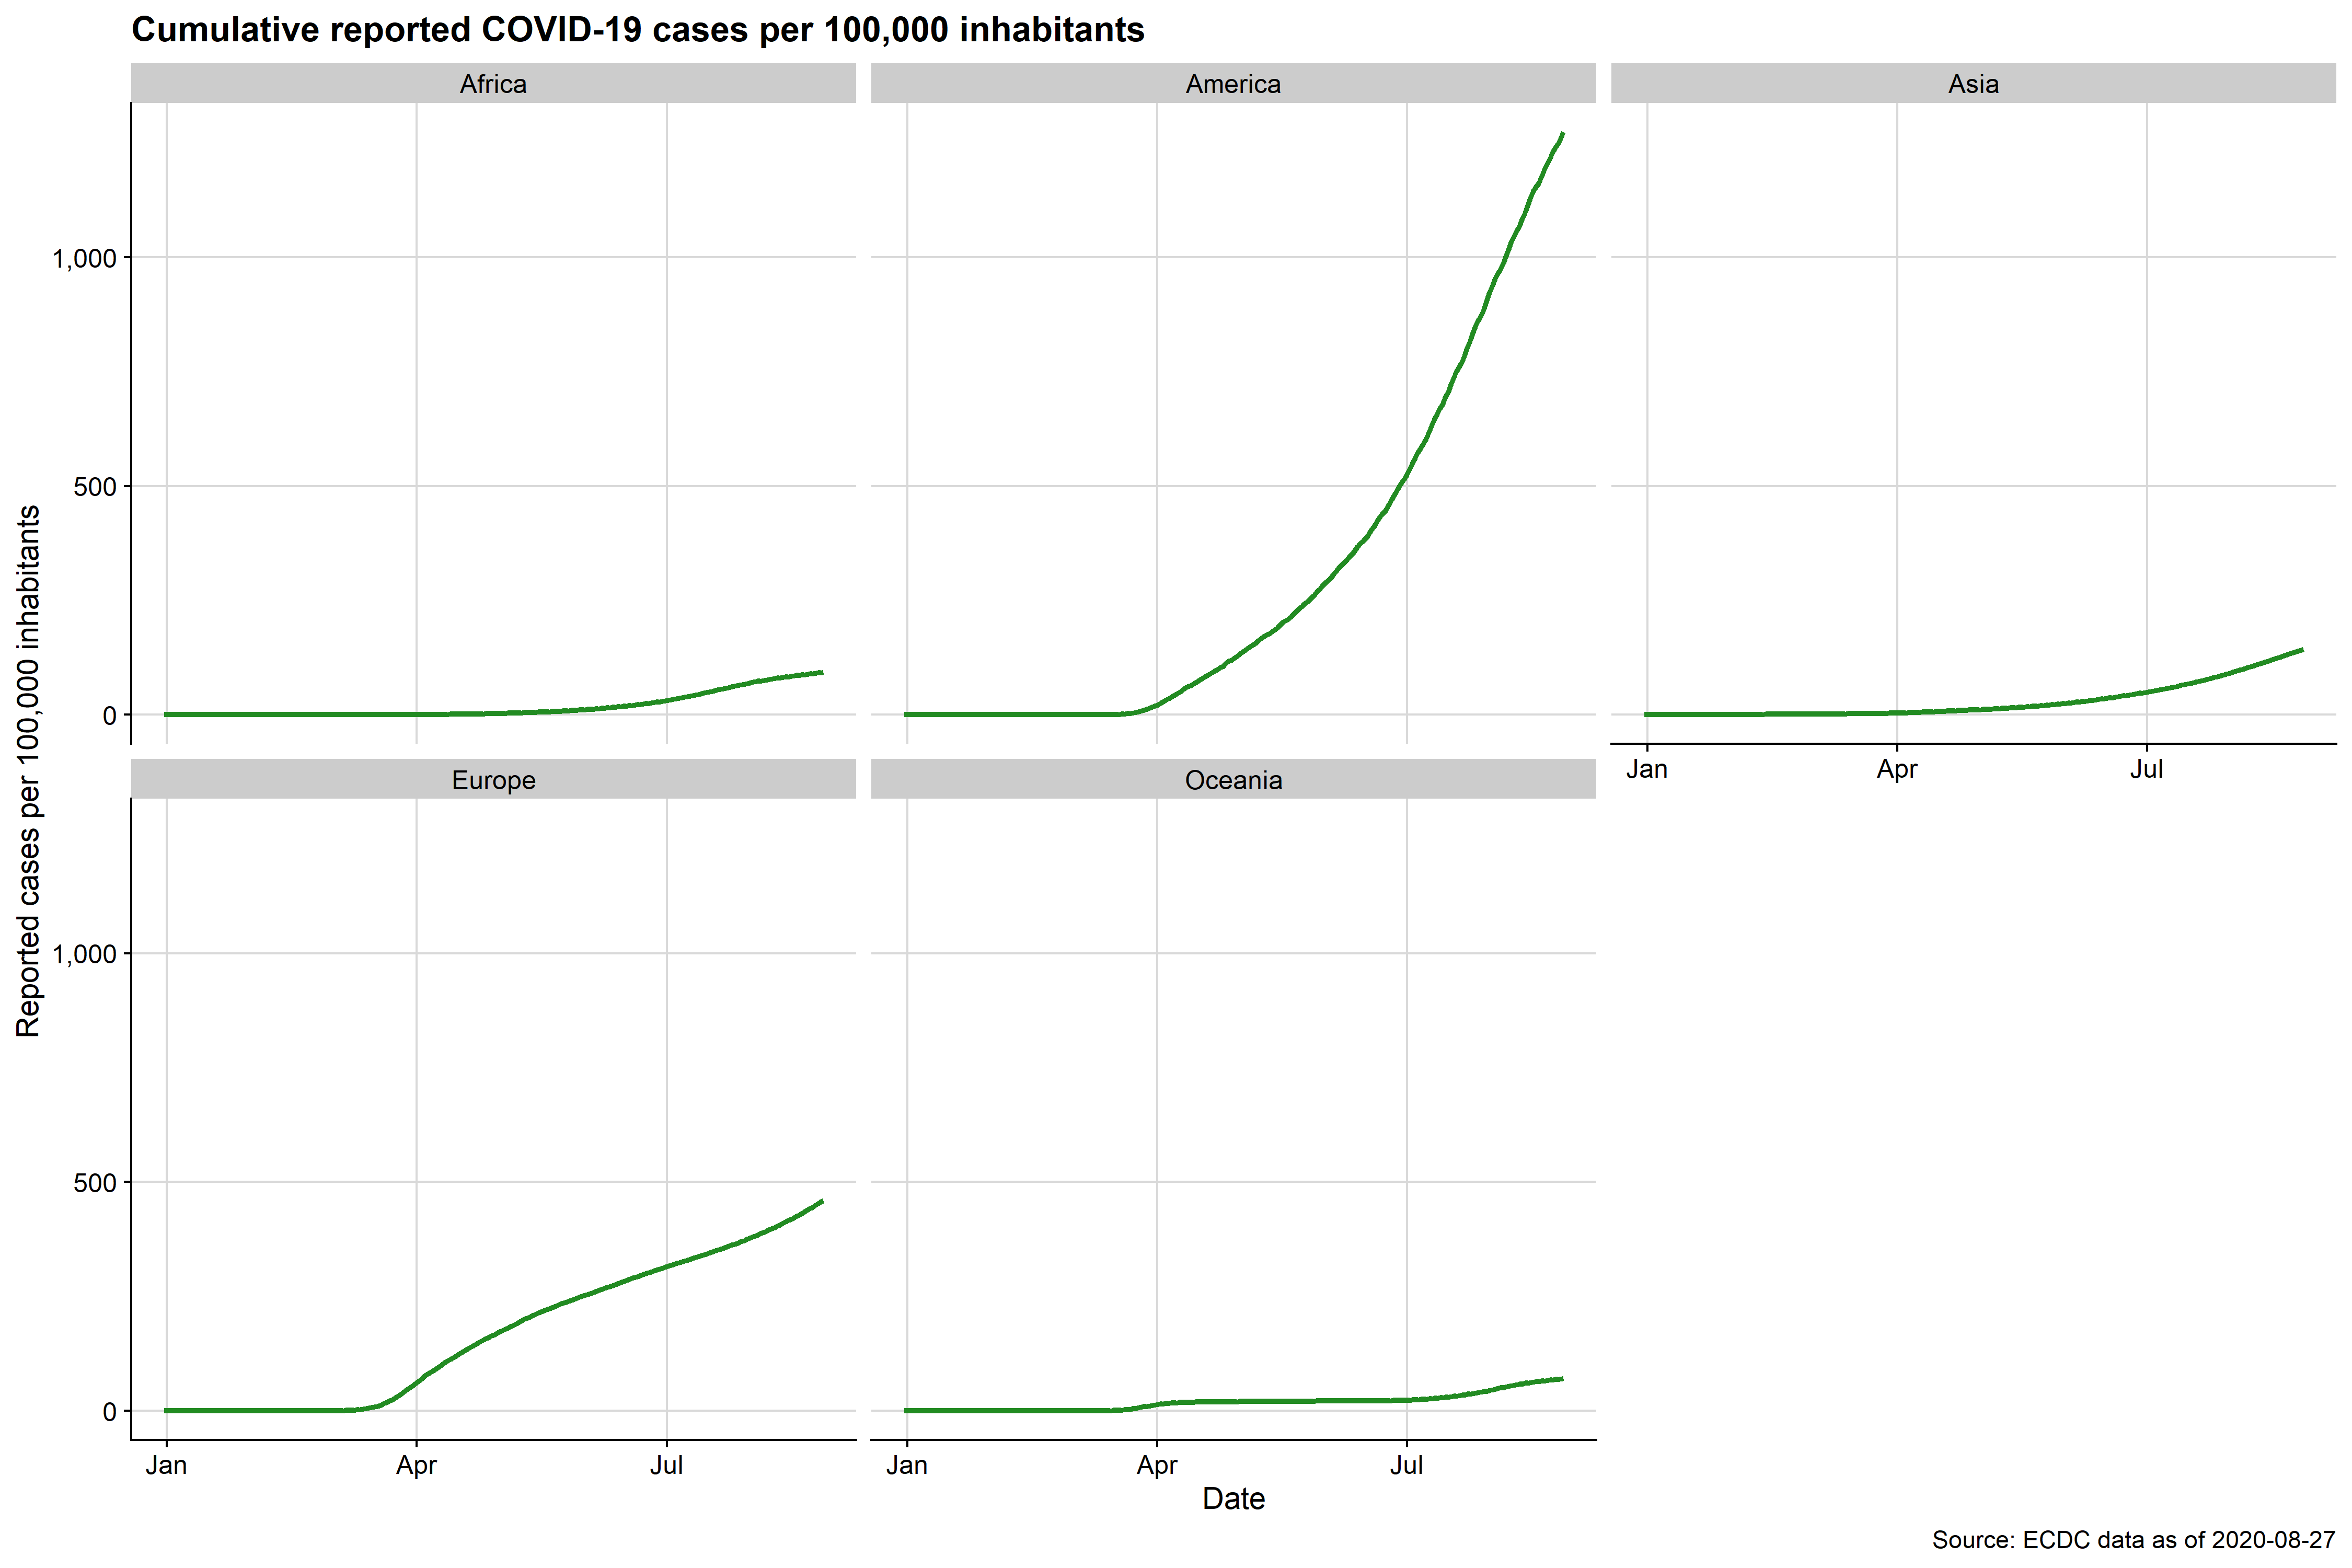 Cumulative reported COVID-19 cases per 100,000 inhabitants
Africa
America
Asia
1,000
500
0
Jan
Apr
Jul
Europe
Oceania
1,000
500
0
Jan
Apr
Jul
Jan
Apr
Jul
Reported cases per 100,000 inhabitants
Date
Source: ECDC data as of 2020-08-27